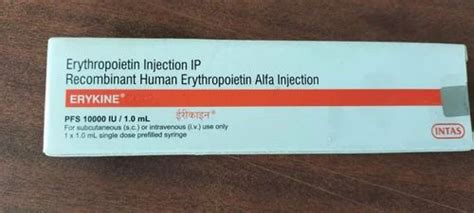 Erythropoietin Injection IP
Recombinant Human Erythropoietin Alfa Injection
ERYKINE®
PFS 10000 IU / 1.0 mL
ईरीकाइन®
For subcutaneous (s.c.) or intravenous (i.v.) use only
1 x 1.0 mL single dose prefilled syringe
INTAS